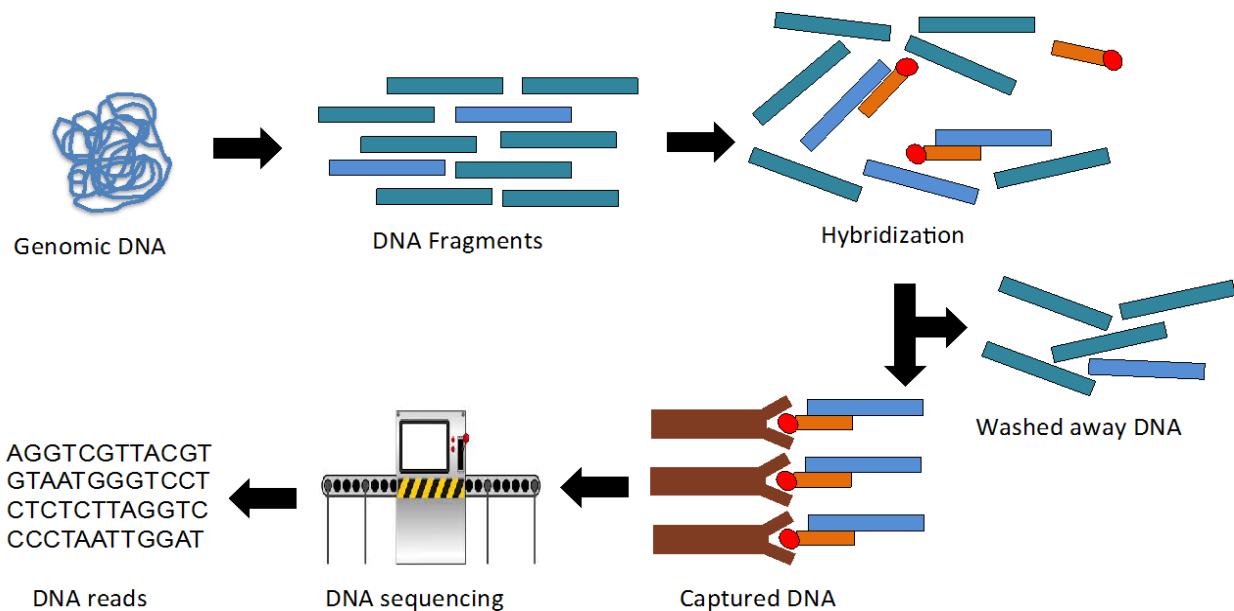 Genomic DNA
DNA Fragments
Hybridization
Washed away DNA
Captured DNA
DNA sequencing
AGGTCGTTACGT
GTAATGGGTCCT
CTCTCTTAGGTC
CCCTAATTGGAT
DNA reads